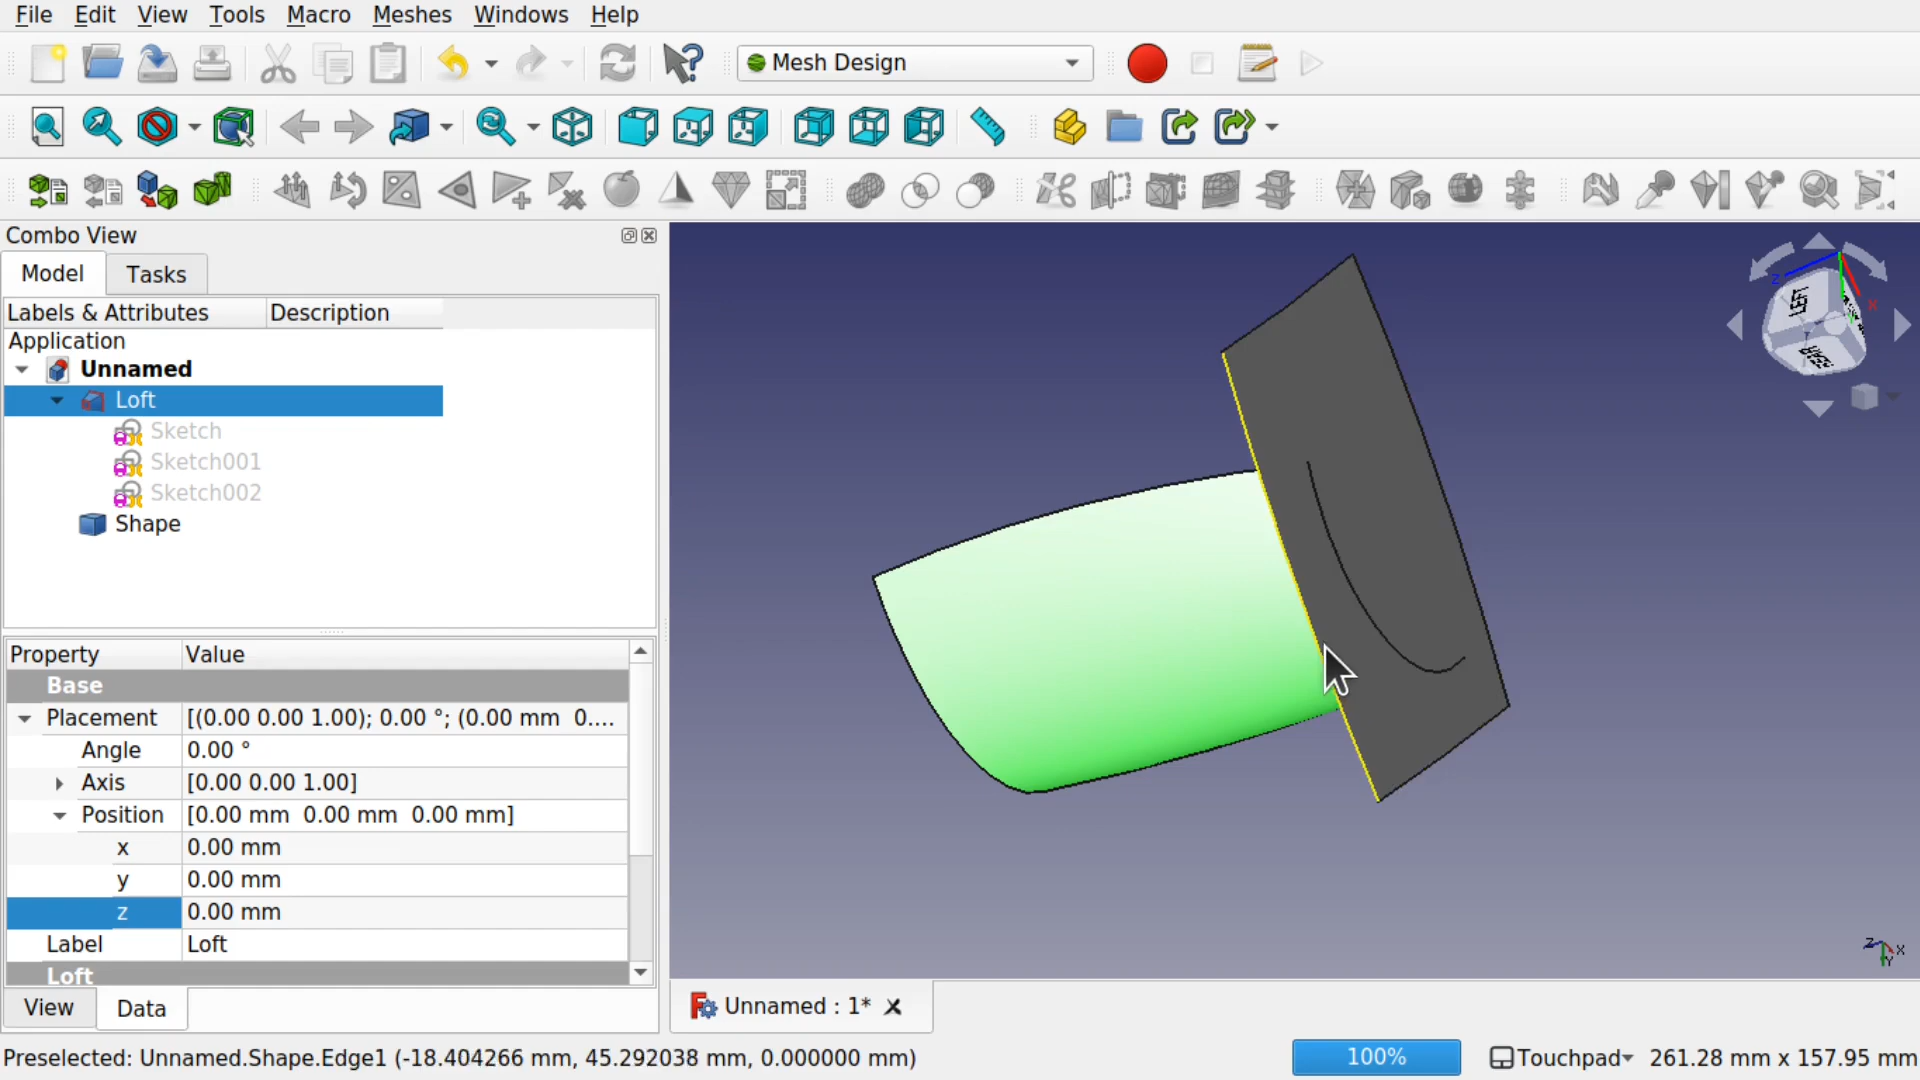 File Edit View Tools Macro Meshes Windows Help
Mesh Design
Combo View
Model Tasks
Labels & Attributes Description
Application
Unnamed
Loft
Sketch
Sketch001
Sketch002
Shape
Property Value
Base
Placement [(0.00 0.00 1.00); 0.00 °; (0.00 mm 0....
Angle 0.00 °
Axis [0.00 0.00 1.00]
Position [0.00 mm 0.00 mm 0.00 mm]
x 0.00 mm
y 0.00 mm
z 0.00 mm
Label Loft
Loft
View Data
Z X
Z X Y
Unnamed : 1*
Preselected: Unnamed.Shape.Edge1 (-18.404266 mm, 45.292038 mm, 0.000000 mm)
100%
Touchpad 261.28 mm x 157.95 mm